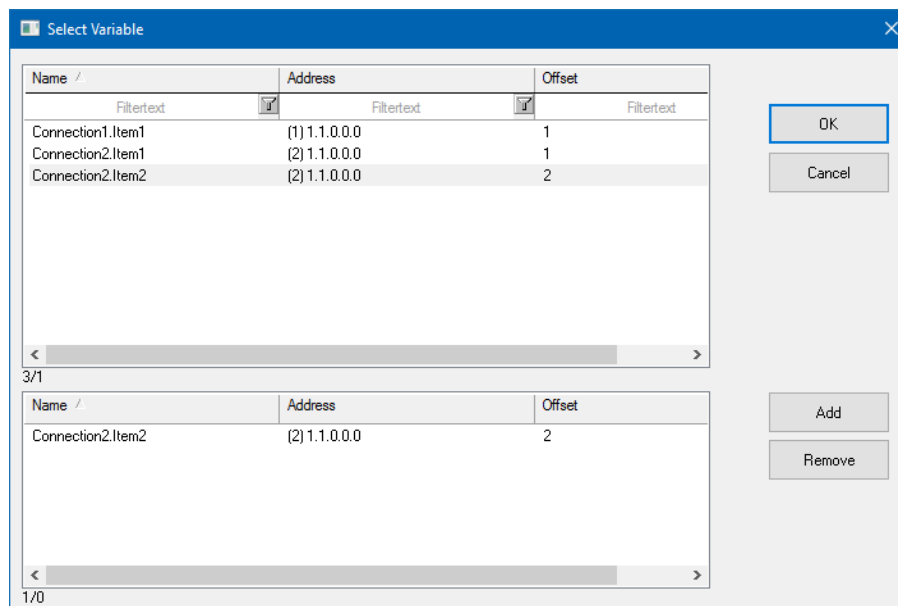 Select Variable
Name Address Offset
Filtertext Filtertext Filtertext
Connection1.Item1 (1) 1.1.0.0.0 1
Connection2.Item1 (2) 1.1.0.0.0 1
Connection2.Item2 (2) 1.1.0.0.0 2
OK
Cancel
3/1
Name Address Offset
Connection2.Item2 (2) 1.1.0.0.0 2
Add
Remove
1/0